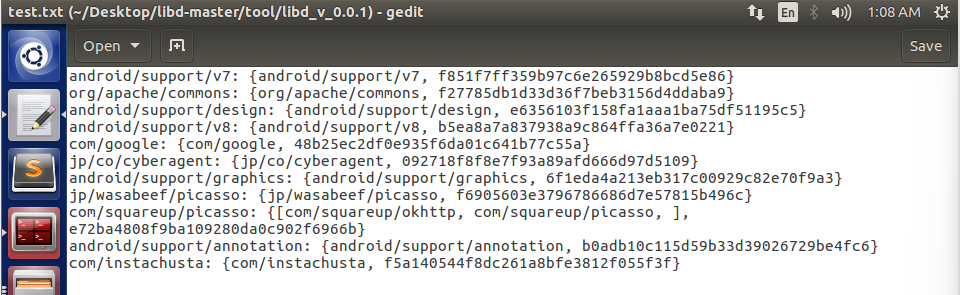 test.txt (~/Desktop/libd-master/tool/libd_v_0.0.1) - gedit
En
1:08 AM
Open
Save
android/support/v7: {android/support/v7, f851f7ff359b97c6e265929b8bcd5e86}
org/apache/commons: {org/apache/commons, f27785db1d33d36f7beb3156d4ddaba9}
android/support/design: {android/support/design, e6356103f158fa1aaa1ba75df51195c5}
android/support/v8: {android/support/v8, b5ea8a7a837938a9c864ffa36a7e0221}
com/google: {com/google, 48b25ec2df0e935f6da01c641b77c55a}
jp/co/cyberagent: {jp/co/cyberagent, 092718f8f8e7f93a89afd666d97d5109}
android/support/graphics: {android/support/graphics, 6f1eda4a213eb317c00929c82e70f9a3}
jp/wasabeef/picasso: {jp/wasabeef/picasso, f6905603e3796786686d7e57815b496c}
com/squareup/picasso: {[com/squareup/okhttp, com/squareup/picasso, ],
e72ba4808f9ba109280da0c902f6966b}
android/support/annotation: {android/support/annotation, b0adb10c115d59b33d39026729be4fc6}
com/instachusta: {com/instachusta, f5a140544f8dc261a8bfe3812f055f3f}